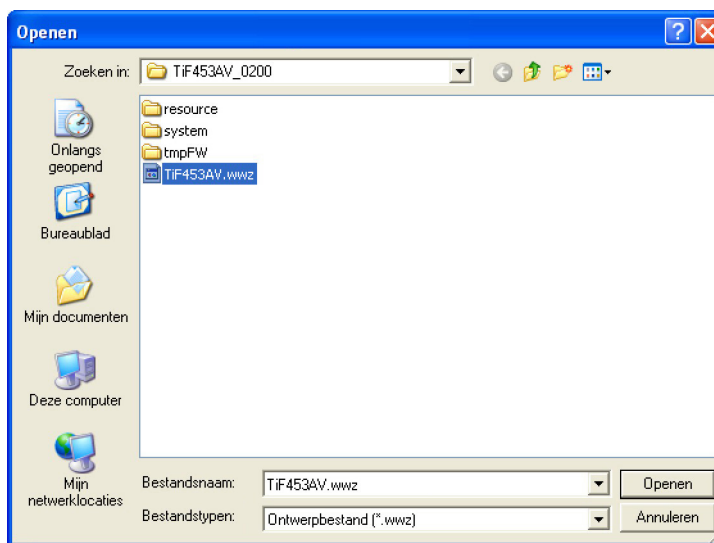 Openen
Zoeken in:
TiF453AV_0200
Onlangs
geopend
Bureaublad
Mijn documenten
Deze computer
Mijn
netwerklocaties
resource
system
tmpFW
TiF453AV.wwz
Bestandsnaam:
TiF453AV.wwz
Openen
Bestandstypen:
Ontwerpbestand (*.wwz)
Annuleren